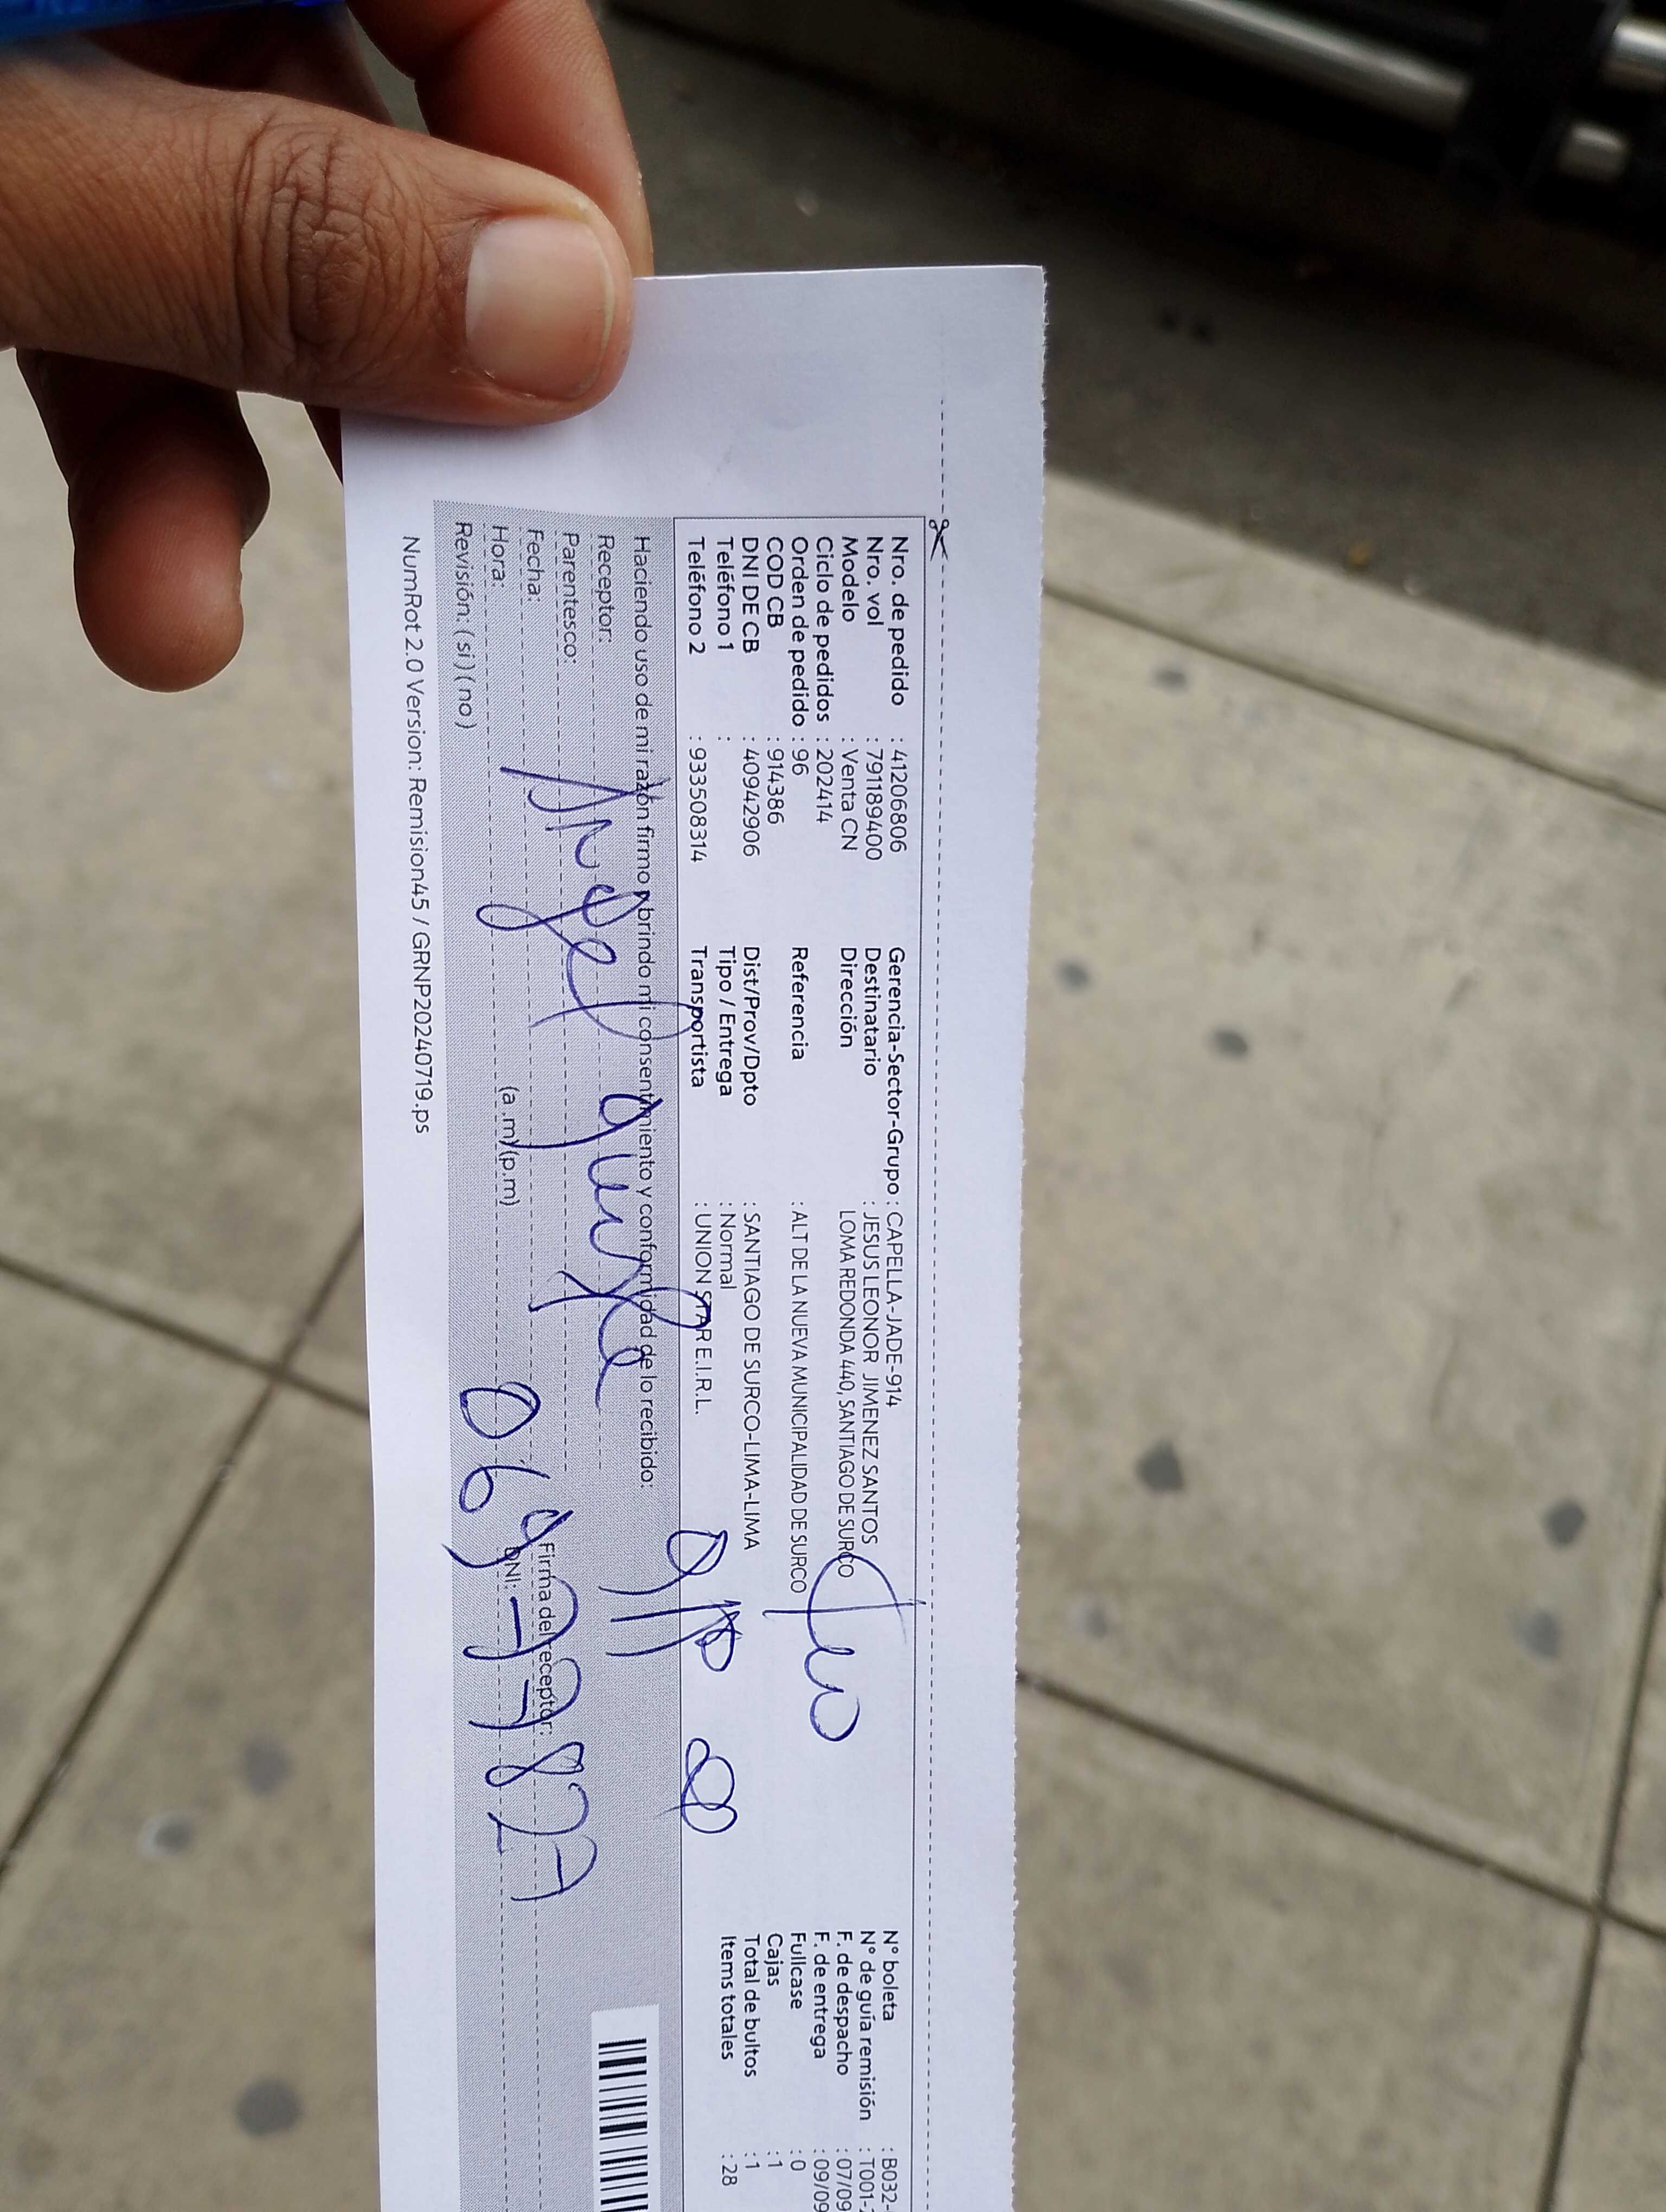 Nro. de pedido : 41206806
Nro. vol : 791189400
Modelo : Venta CN
Ciclo de pedidos : 202414
Orden de pedido : 96
COD CB : 914386
DNI DE CB : 40942906
Teléfono 1 :
Teléfono 2 : 933508314
Gerencia-Sector-Grupo : CAPELLA-JADE-914
Destinatario : JESUS LEONOR JIMENEZ SANTOS
Dirección LOMA REDONDA 440, SANTIAGO DE SURCO
Referencia : ALT DE LA NUEVA MUNICIPALIDAD DE SURCO
Dist/Prov/Dpto : SANTIAGO DE SURCO-LIMA-LIMA
Tipo / Entrega : Normal
Transportista : UNION STAR E.I.R.L.
N° boleta : B032-
N° de guía remisión : T001-
F. de despacho : 07/09
F. de entrega : 09/09
Fullcase : 0
Cajas : 1
Total de bultos : 1
Items totales : 28
Haciendo uso de mi razón firmo y brindo mi consentimiento y conformidad de lo recibido:
Receptor:
Parentesco:
Fecha:
Hora: (a.m)(p.m)
Revisión: (si) (no)
Angel
Firma del receptor:
DNI:
NumRot 2.0 Version: Remision45 / GRNP20240719.ps